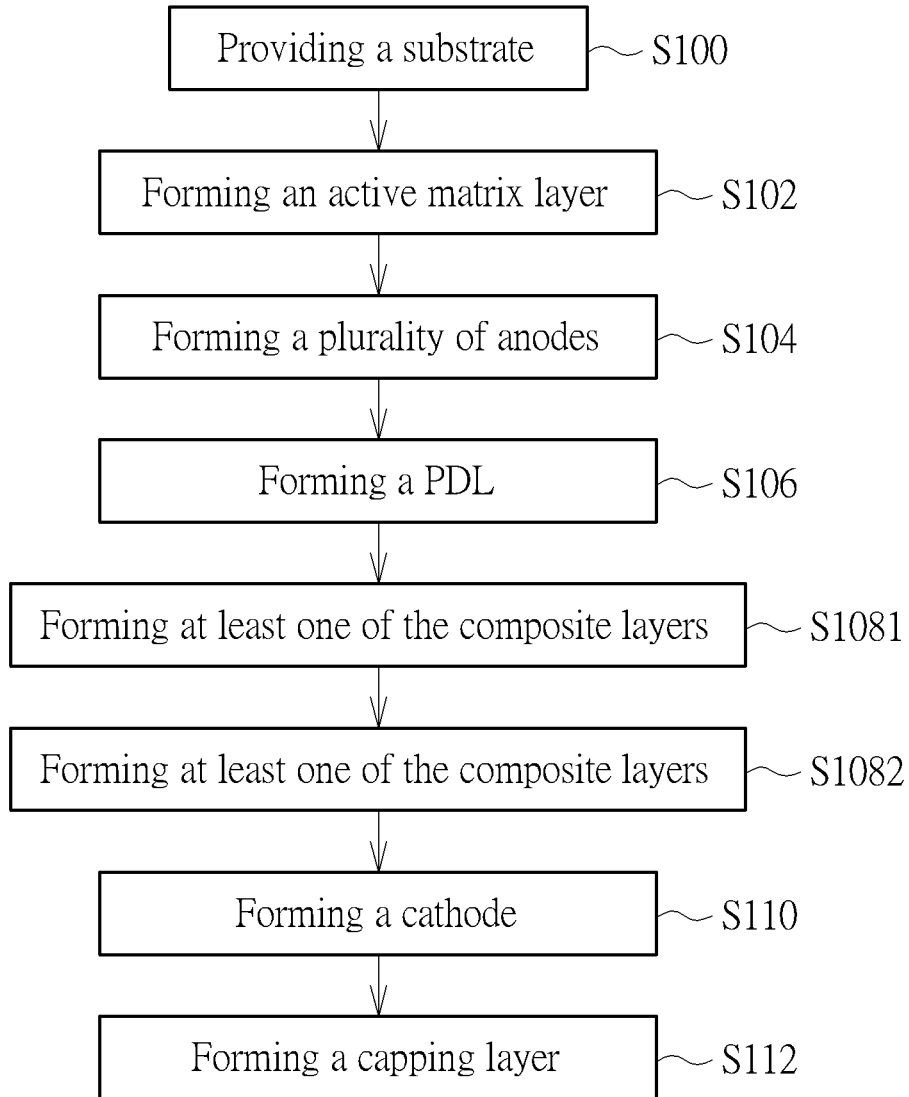 Providing a substrate S100
Forming an active matrix layer S102
Forming a plurality of anodes S104
Forming a PDL S106
Forming at least one of the composite layers S1081
Forming at least one of the composite layers S1082
Forming a cathode S110
Forming a capping layer S112